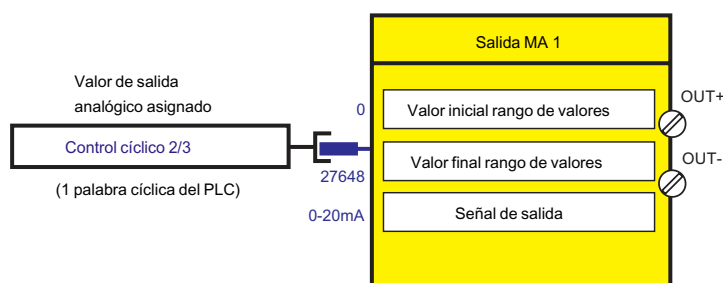 Salida MA 1
Valor de salida
analógico asignado
0
Valor inicial rango de valores
OUT+
Control cíclico 2/3
Valor final rango de valores
OUT-
27648
(1 palabra cíclica del PLC)
0-20mA
Señal de salida